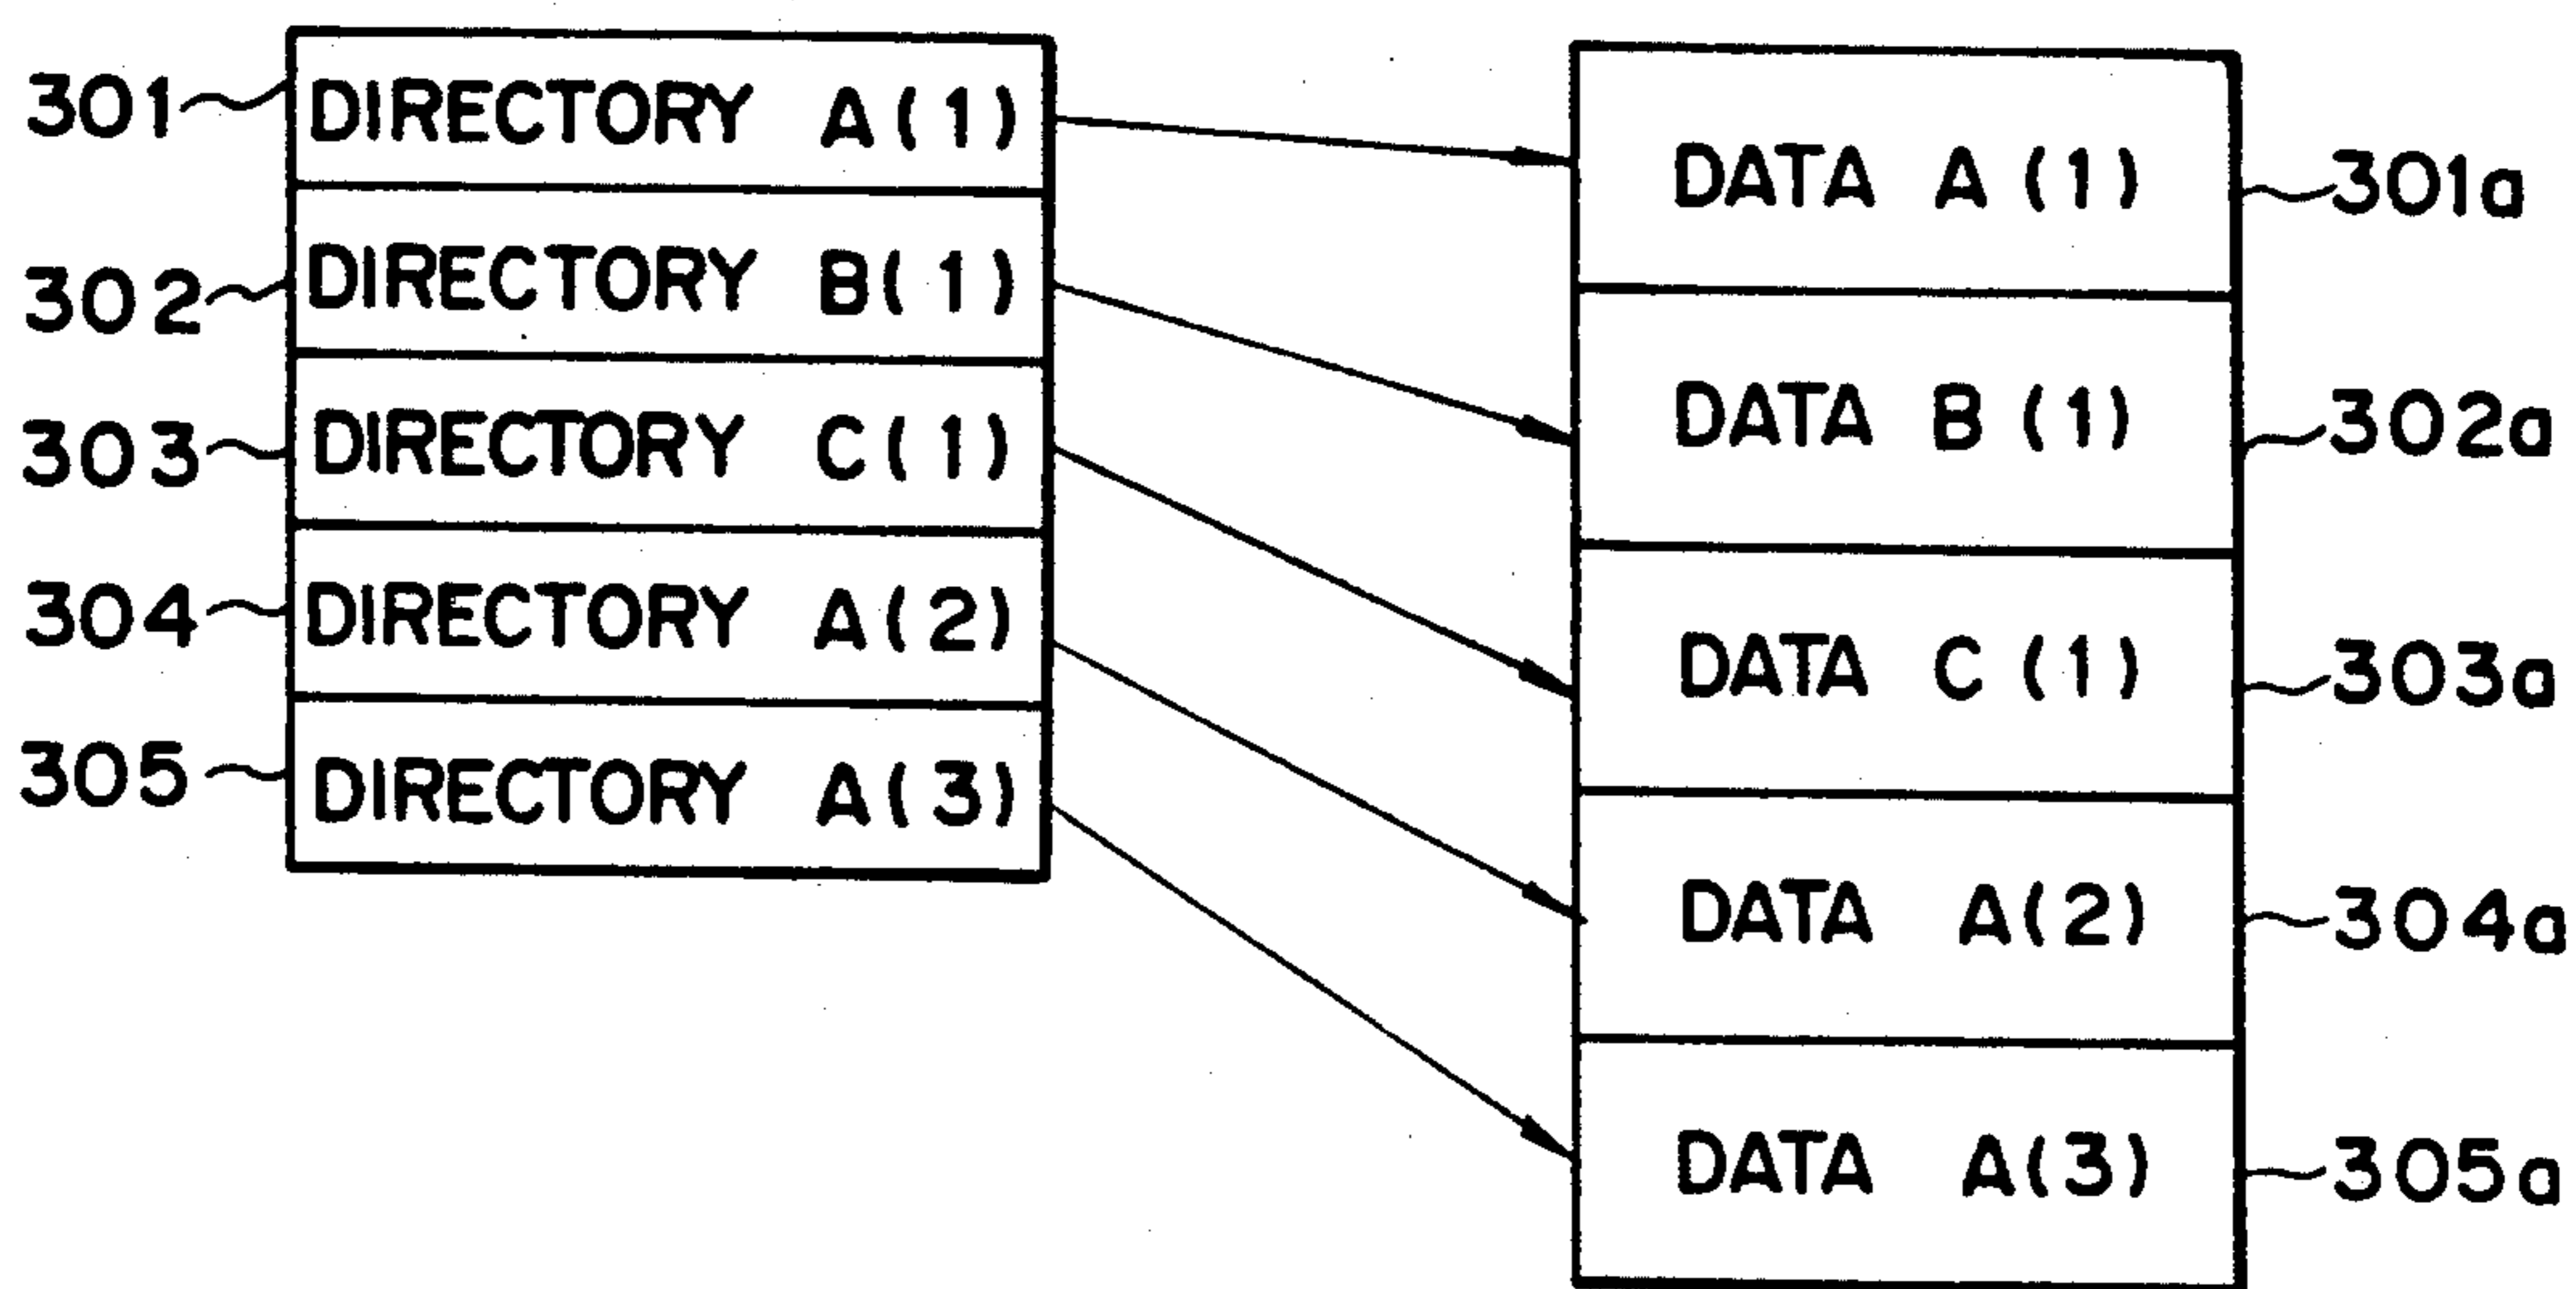 301 DIRECTORY A(1)
302 DIRECTORY B(1)
303 DIRECTORY C(1)
304 DIRECTORY A(2)
305 DIRECTORY A(3)
DATA A (1) 301a
DATA B (1) 302a
DATA C (1) 303a
DATA A(2) 304a
DATA A(3) 305a